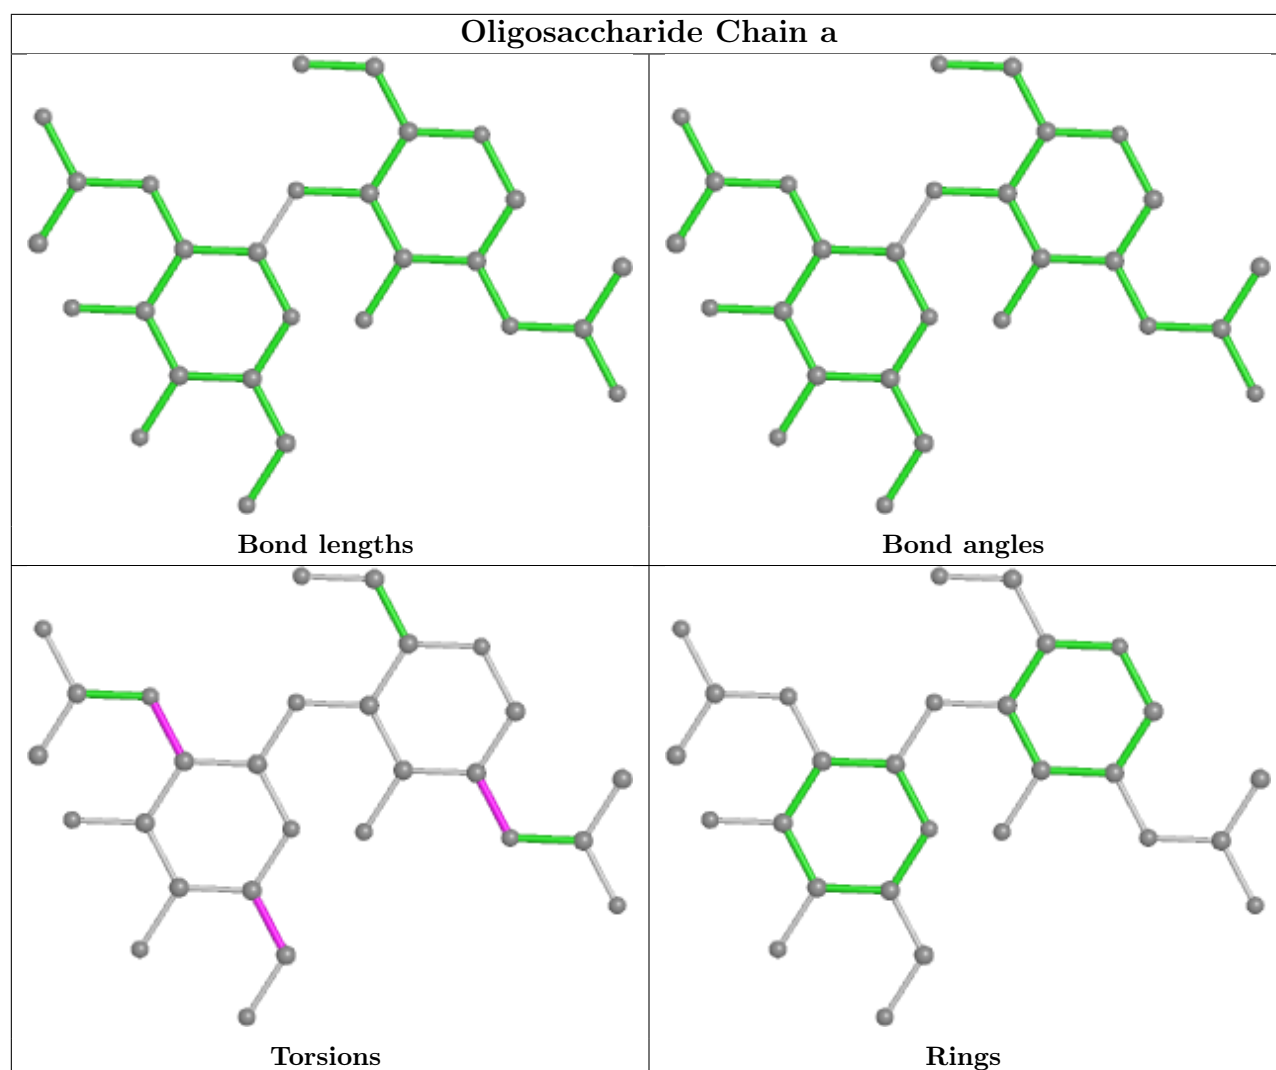 Oligosaccharide Chain a
Bond lengths
Bond angles
Torsions
Rings